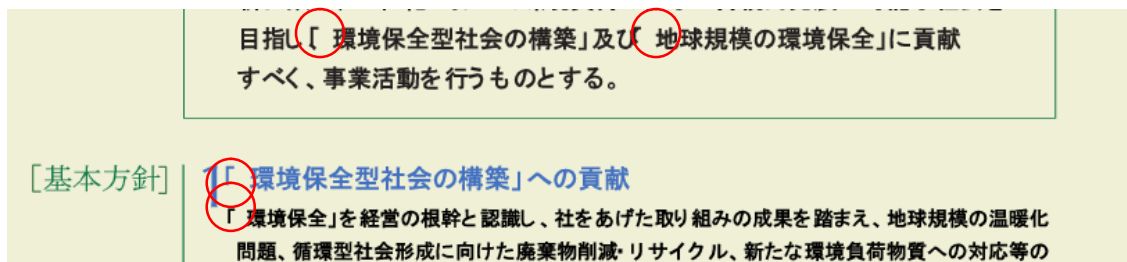 目指し「環境保全型社会の構築」及び「地球規模の環境保全」に貢献
すべく、事業活動を行うものとする。
[基本方針]
1「環境保全型社会の構築」への貢献
「環境保全」を経営の根幹と認識し、社をあげた取り組みの成果を踏まえ、地球規模の温暖化
問題、循環型社会形成に向けた廃棄物削減・リサイクル、新たな環境負荷物質への対応等の